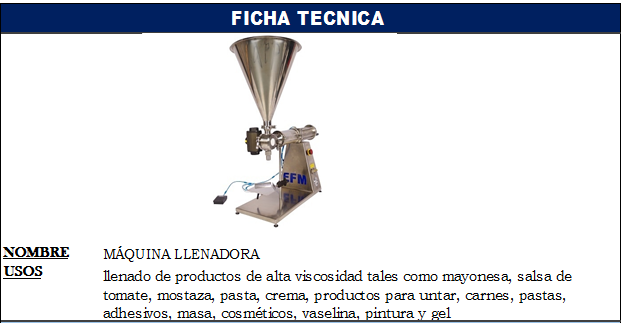 FICHA TECNICA
EFM
NOMBRE MÁQUINA LLENADORA
USOS llenado de productos de alta viscosidad tales como mayonesa, salsa de
tomate, mostaza, pasta, crema, productos para untar, carnes, pastas,
adhesivos, masa, cosméticos, vaselina, pintura y gel